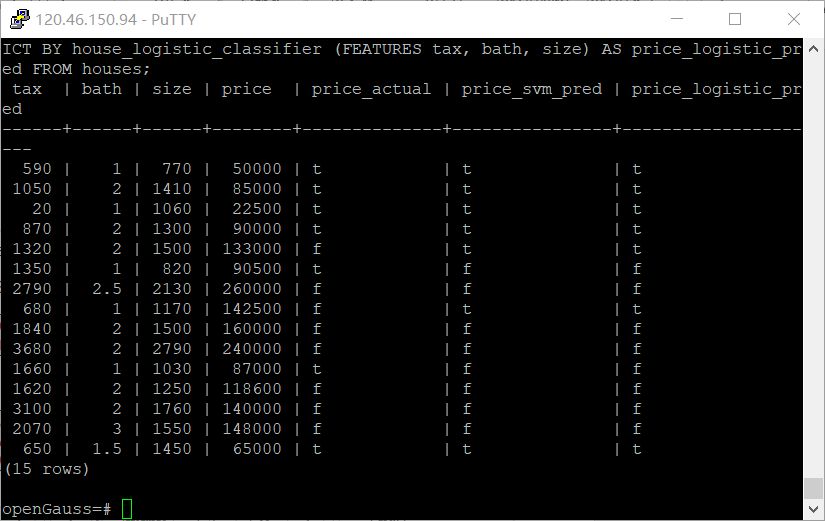 120.46.150.94 - PuTTY
ICT BY house_logistic_classifier (FEATURES tax, bath, size) AS price_logistic_pr
ed FROM houses;
 tax  | bath | size | price  | price_actual | price_svm_pred | price_logistic_pr
ed
------+------+------+--------+--------------+----------------+------------------
---
  590 |    1 |  770 |  50000 | t            | t              | t
 1050 |    2 | 1410 |  85000 | t            | t              | t
   20 |    1 | 1060 |  22500 | t            | t              | t
  870 |    2 | 1300 |  90000 | t            | t              | t
 1320 |    2 | 1500 | 133000 | f            | t              | t
 1350 |    1 |  820 |  90500 | t            | f              | f
 2790 |  2.5 | 2130 | 260000 | f            | f              | f
  680 |    1 | 1170 | 142500 | f            | t              | t
 1840 |    2 | 1500 | 160000 | f            | f              | f
 3680 |    2 | 2790 | 240000 | f            | f              | f
 1660 |    1 | 1030 |  87000 | t            | f              | f
 1620 |    2 | 1250 | 118600 | f            | f              | f
 3100 |    2 | 1760 | 140000 | f            | f              | f
 2070 |    3 | 1550 | 148000 | f            | f              | f
  650 |  1.5 | 1450 |  65000 | t            | t              | t
(15 rows)
openGauss=#